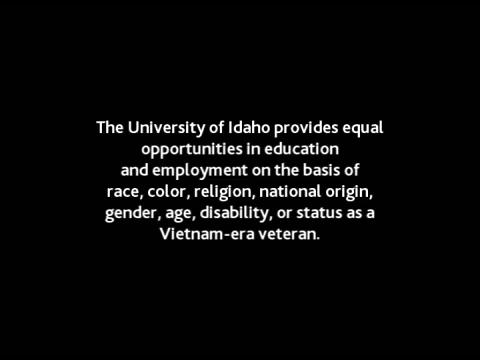 The University of Idaho provides equal
opportunities in education
and employment on the basis of
race, color, religion, national origin,
gender, age, disability, or status as a
Vietnam-era veteran.